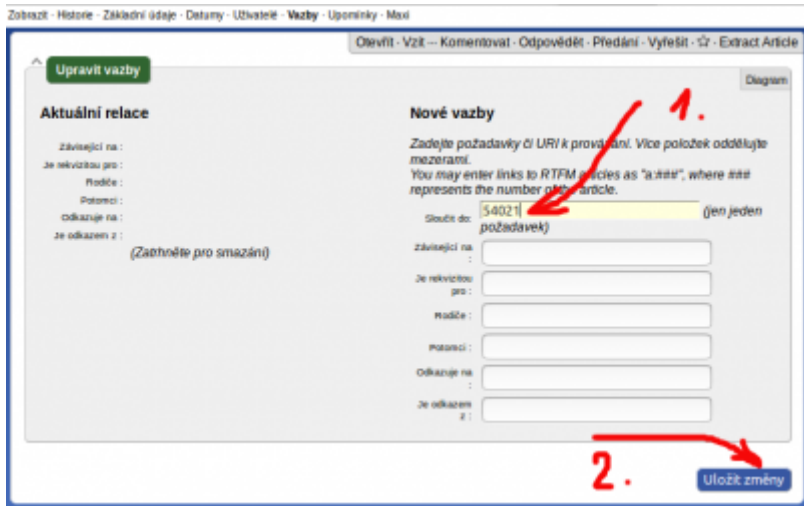 Zobrazit · Historie · Základní údaje · Datumy · Uživatelé · Vazby · Upomínky · Maxi
Otevřít · Vzít -- Komentovat · Odpovědět · Předání · Vyřešit · ☆ · Extract Article
Upravit vazby
Diagram
1.
Aktuální relace
Závisející na :
Je rekvizitou pro :
Rodiče :
Potomci :
Odkazuje na :
Je odkazem z :
(Zatrhněte pro smazání)
Nové vazby
Zadejte požadavky či URI k provázání. Více položek oddělujte
mezerami.
You may enter links to RTFM articles as "a:###", where ###
represents the number of the article.
Sloučit do: 54021 (jen jeden
požadavek)
Závisející na
:
Je rekvizitou
pro :
Rodiče :
Potomci :
Odkazuje na
:
Je odkazem
z :
2.
Uložit změny